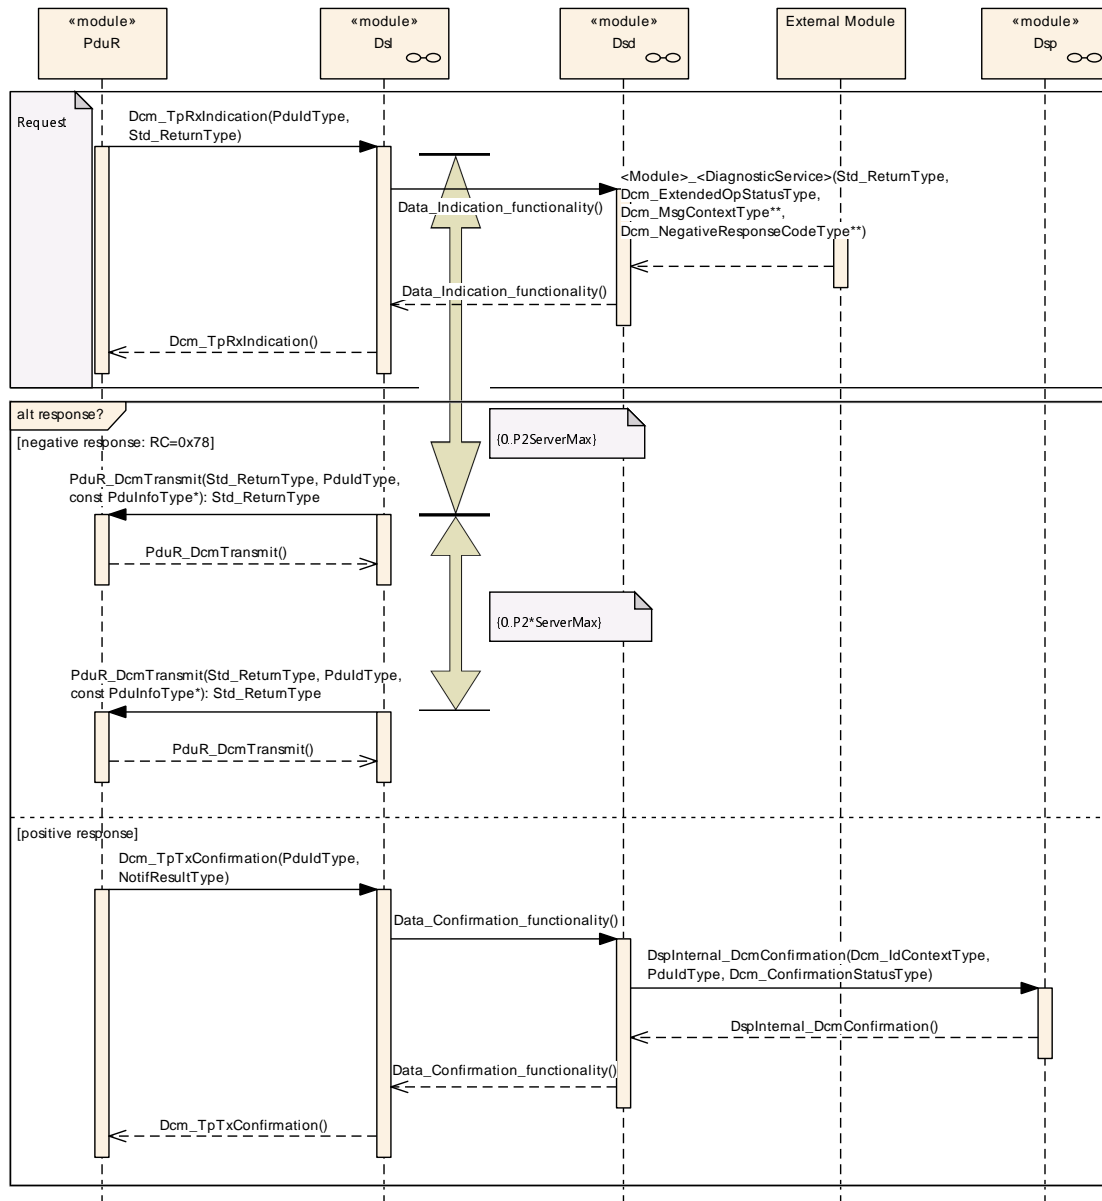 «module»
PduR
«module»
Dsl
«module»
Dsd
External Module
«module»
Dsp
Request
Dcm_TpRxIndication(PduIdType,
Std_ReturnType)
<Module>_<DiagnosticService>(Std_ReturnType,
Dcm_ExtendedOpStatusType,
Dcm_MsgContextType**,
Dcm_NegativeResponseCodeType**)
Data_Indication_functionality()
Data_Indication_functionality()
Dcm_TpRxIndication()
alt response?
[negative response: RC=0x78]
{0..P2ServerMax}
PduR_DcmTransmit(Std_ReturnType, PduIdType,
const PduInfoType*): Std_ReturnType
PduR_DcmTransmit()
{0..P2*ServerMax}
PduR_DcmTransmit(Std_ReturnType, PduIdType,
const PduInfoType*): Std_ReturnType
PduR_DcmTransmit()
[positive response]
Dcm_TpTxConfirmation(PduIdType,
NotifResultType)
Data_Confirmation_functionality()
DspInternal_DcmConfirmation(Dcm_IdContextType,
PduIdType, Dcm_ConfirmationStatusType)
DspInternal_DcmConfirmation()
Data_Confirmation_functionality()
Dcm_TpTxConfirmation()